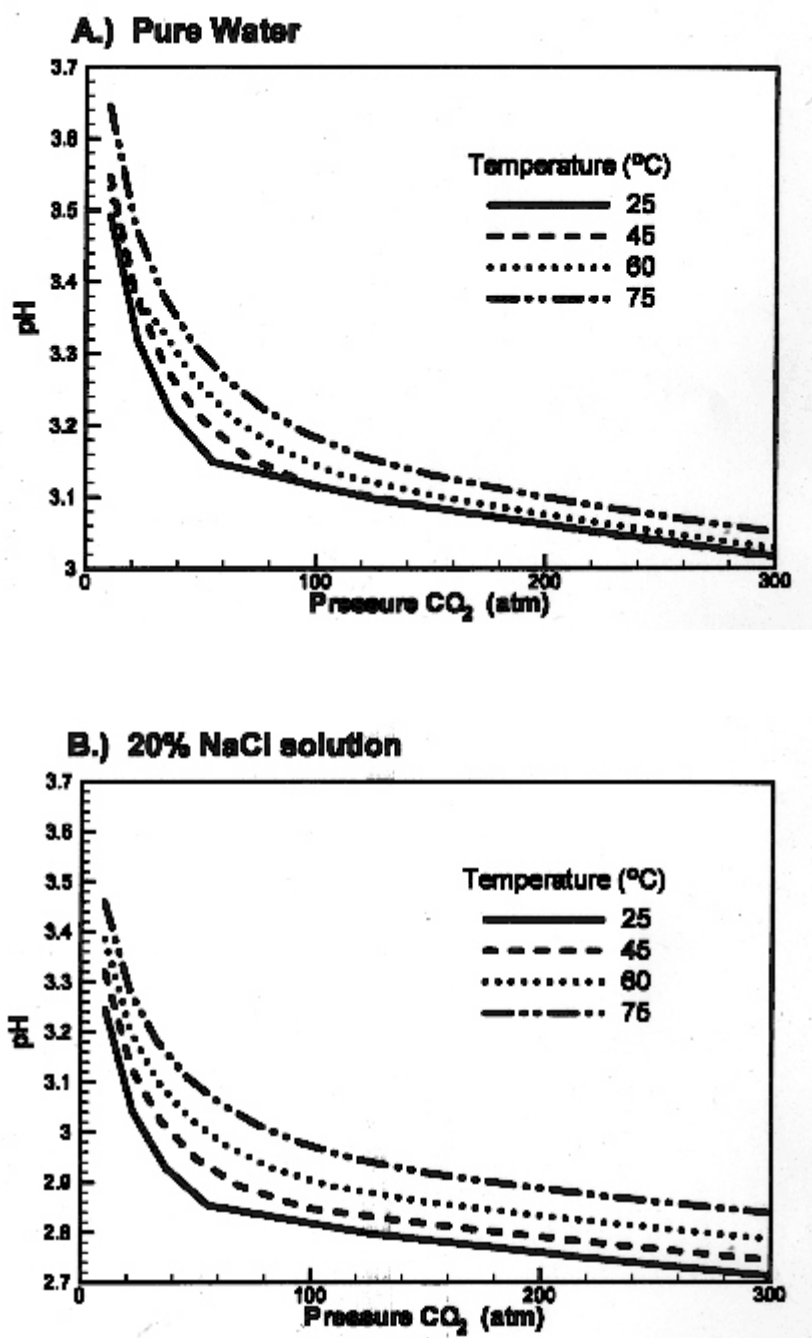 A.) Pure Water
3.7
3.6
3.5
3.4
3.3
3.2
3.1
3
pH
Temperature (ºC)
25
45
60
75
0 100 200 300
Pressure CO₂ (atm)
B.) 20% NaCl solution
3.7
3.6
3.5
3.4
3.3
3.2
3.1
3
2.9
2.8
2.7
pH
Temperature (ºC)
25
45
60
75
0 100 200 300
Pressure CO₂ (atm)